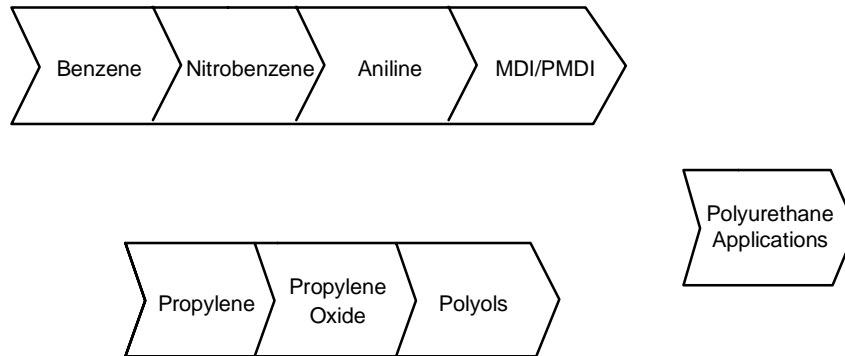 Benzene
Nitrobenzene
Aniline
MDI/PMDI
Polyurethane
Applications
Propylene
Propylene
Oxide
Polyols